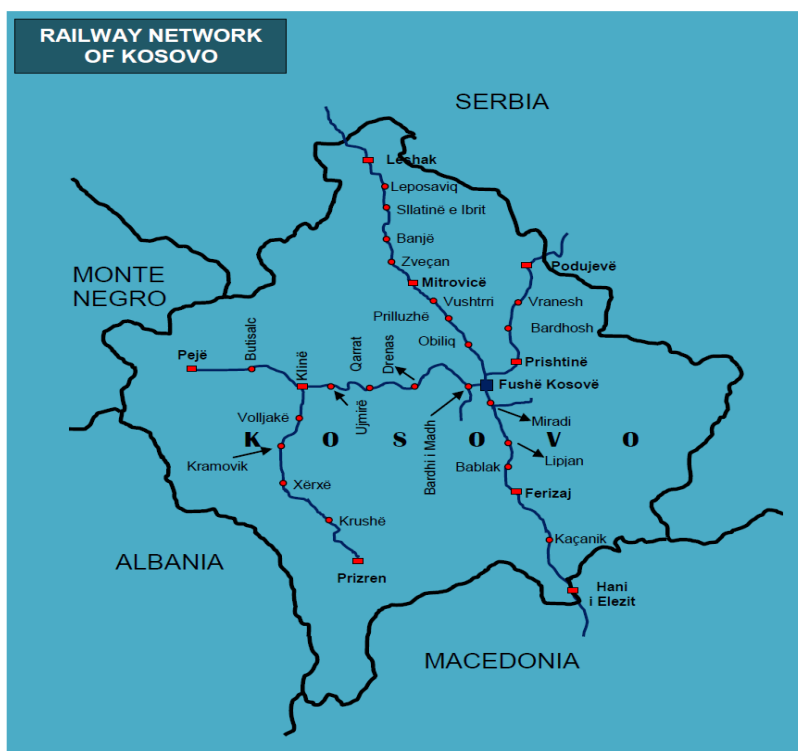 RAILWAY NETWORK
OF KOSOVO
SERBIA
Leshak
Leposaviq
Sllatinë e Ibrit
Banjë
Zveçan
MONTE
NEGRO
Podujevë
Mitrovicë
Vushtrri
Vranesh
Prilluzhë
Bardhosh
Obiliq
Butisalc
Pejë
Klinë
Qarrat
Drenas
Prishtinë
Fushë Kosovë
Ujmirë
Volljakë
Miradi
K O S O V O
Bardhi i Madh
Kramovik
Lipjan
Bablak
Xërxë
Ferizaj
Krushë
Kaçanik
ALBANIA
Prizren
Hani
i Elezit
MACEDONIA